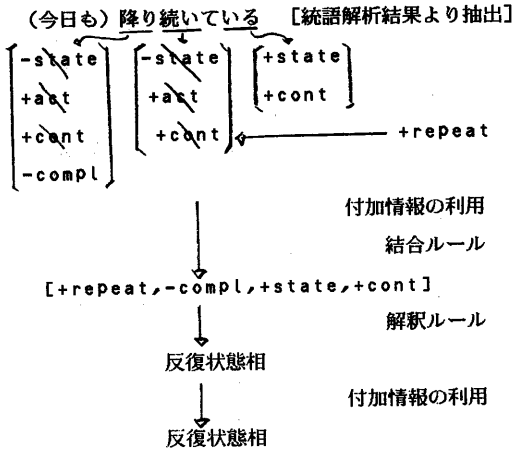 （今日も）降り続いている ［統語解析結果より抽出］
-state -state +state
+act +act +cont
+cont +cont +repeat
-compl
付加情報の利用
結合ルール
[+repeat,-compl,+state,+cont]
解釈ルール
反復状態相
付加情報の利用
反復状態相